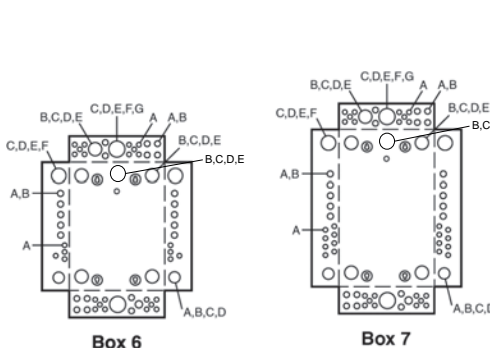 C,D,E,F,G
B,C,D,E
A
A,B
C,D,E,F
B,C,D,E
B,C,D,E
A,B
A
A,B,C,D
Box 6
C,D,E,F,G
B,C,D,E
A
A,B
C,D,E,F
B,C,D,E
B,C
A,B
A
A,B,C,D
Box 7